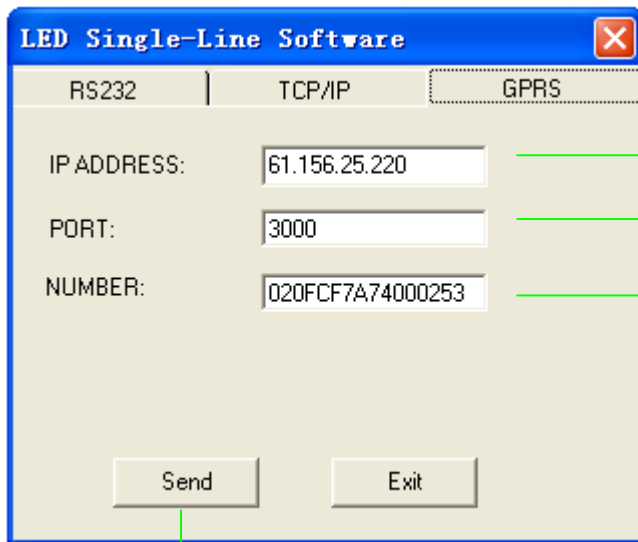 LED Single-Line Software
RS232 TCP/IP GPRS
IP ADDRESS: 61.156.25.220
PORT: 3000
NUMBER: 020FCF7A74000253
Send Exit